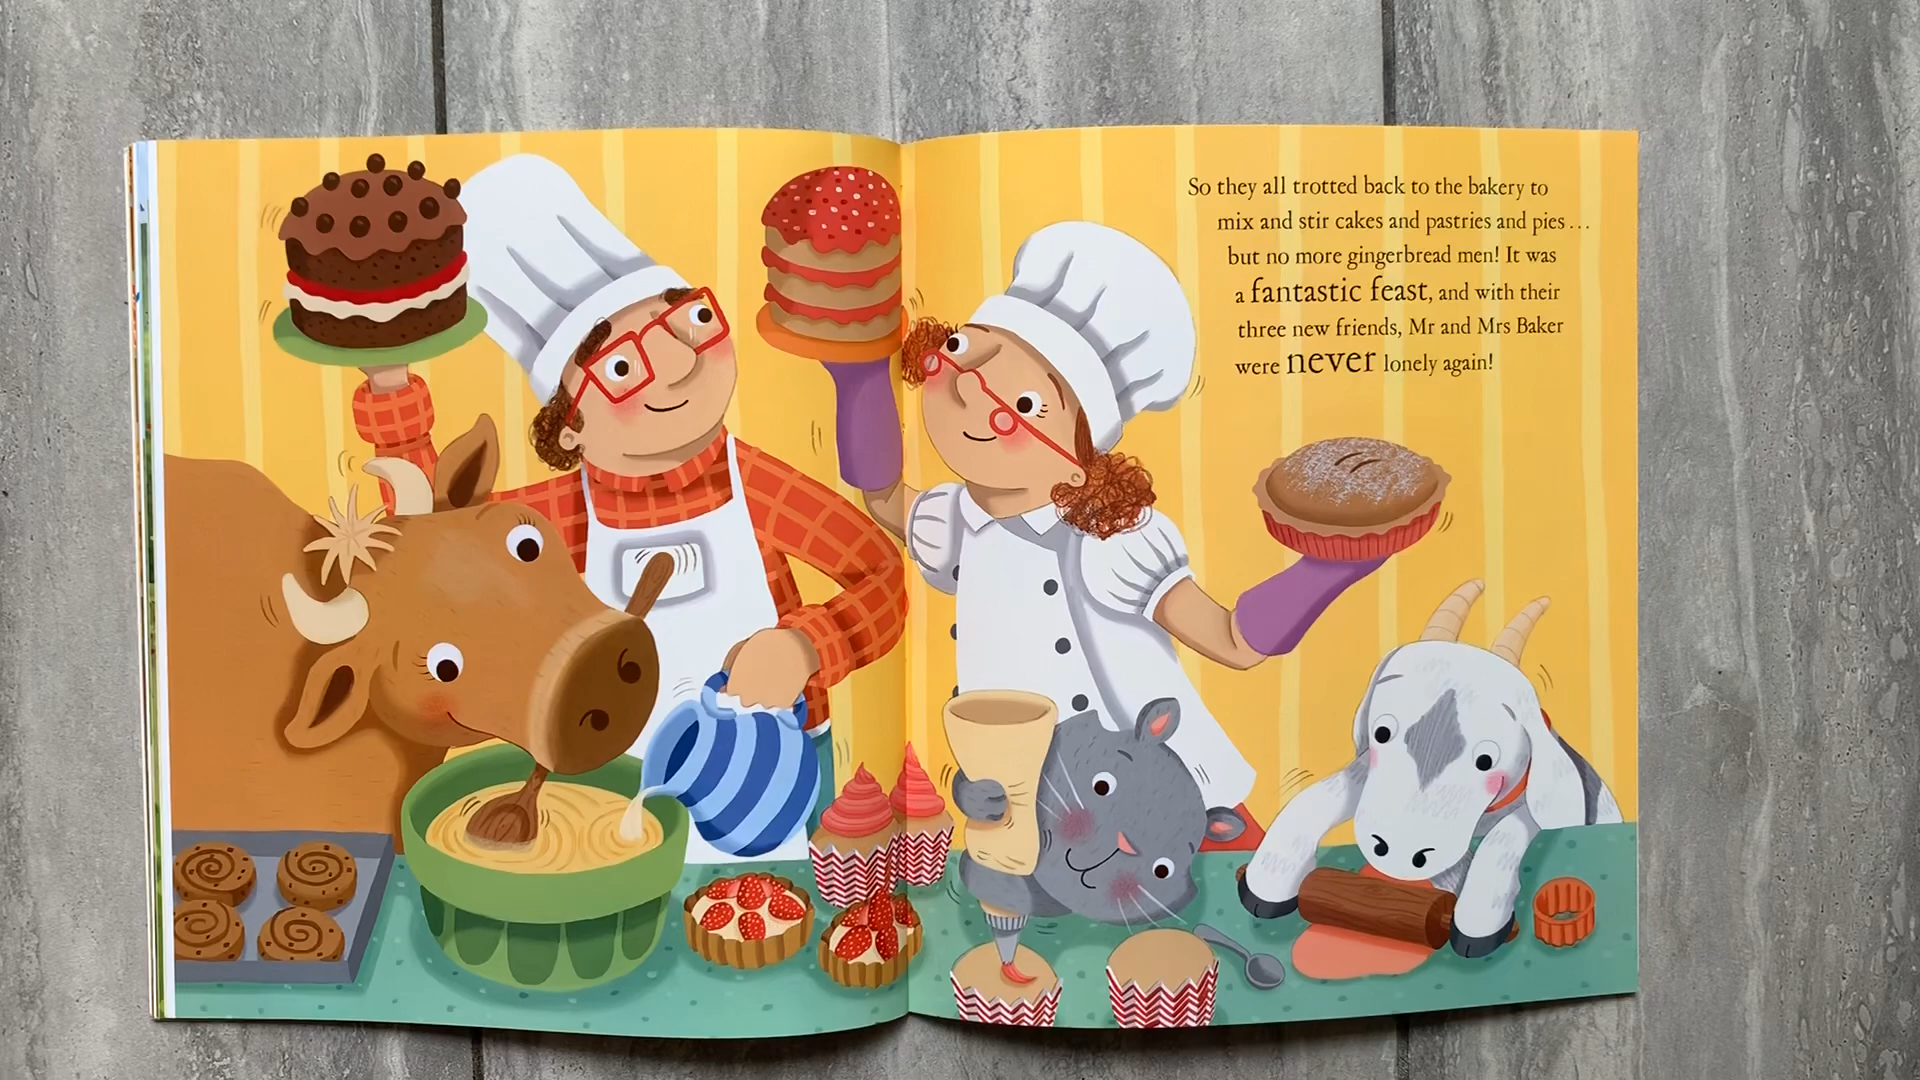 So they all trotted back to the bakery to
mix and stir cakes and pastries and pies...
but no more gingerbread men! It was
a fantastic feast, and with their
three new friends, Mr and Mrs Baker
were never lonely again!